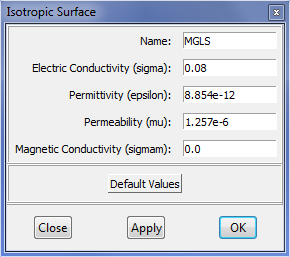 Isotropic Surface
Name: MGLS
Electric Conductivity (sigma): 0.08
Permittivity (epsilon): 8.854e-12
Permeability (mu): 1.257e-6
Magnetic Conductivity (sigmam): 0.0
Default Values
Close Apply OK